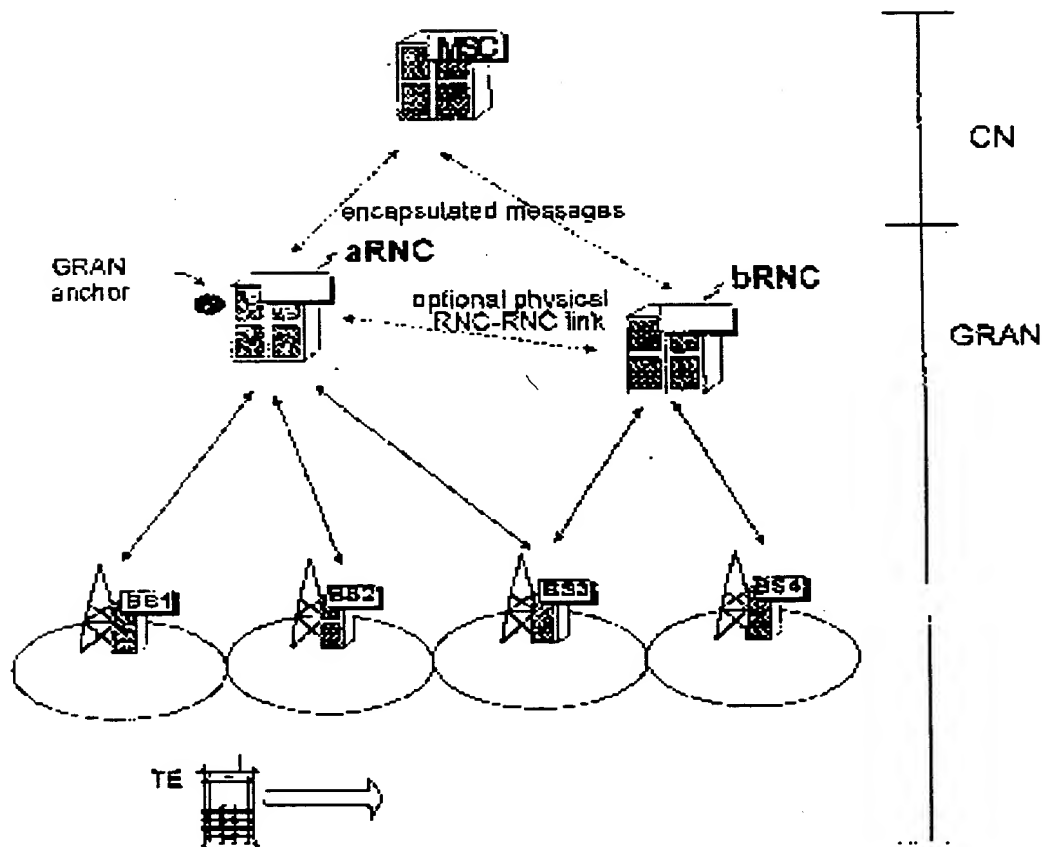 MSC
CN
encapsulated messages
aRNC
GRAN
anchor
bRNC
optional physical
RNC-RNC link
GRAN
BS1
BS2
BS3
BS4
TE